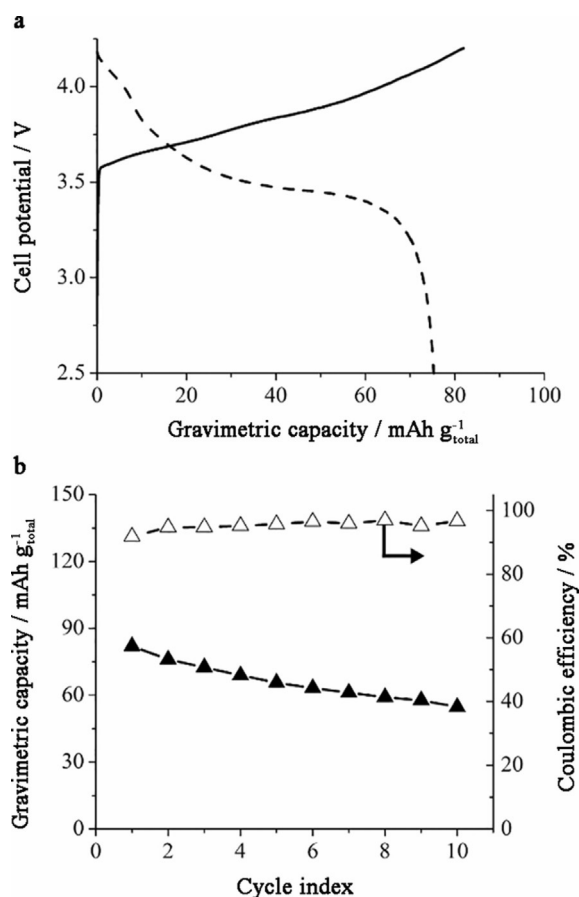 a
4.0
3.5
3.0
2.5
Cell potential / V
0 20 40 60 80 100
Gravimetric capacity / mAh g⁻¹total
b
150
135
90
60
30
0
Gravimetric capacity / mAh g⁻¹total
100
80
60
40
20
0
Coulombic efficiency / %
0 2 4 6 8 10
Cycle index